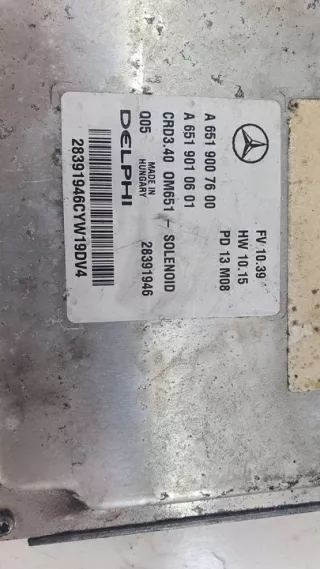 A 651 900 76 00
A 651 901 06 01
FV 10.39
HW 10.15
PD 13 M08
CRD3.40 OM651 - SOLENOID
Q05
MADE IN
HUNGARY
28391946
DELPHI
28391946CYW19DV4